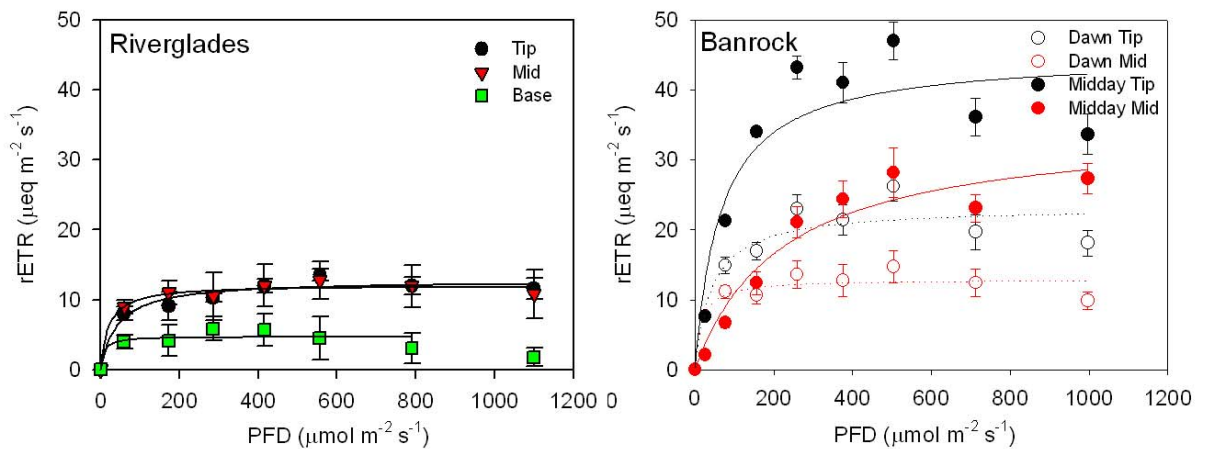 Riverglades
Tip
Mid
Base
50
40
30
20
10
0
rETR (μeq m⁻² s⁻¹)
0 200 400 600 800 1000 1200
PFD (μmol m⁻² s⁻¹)
Banrock
Dawn Tip
Dawn Mid
Midday Tip
Midday Mid
50
40
30
20
10
0
rETR (μeq m⁻² s⁻¹)
0 200 400 600 800 1000 1200
PFD (μmol m⁻² s⁻¹)